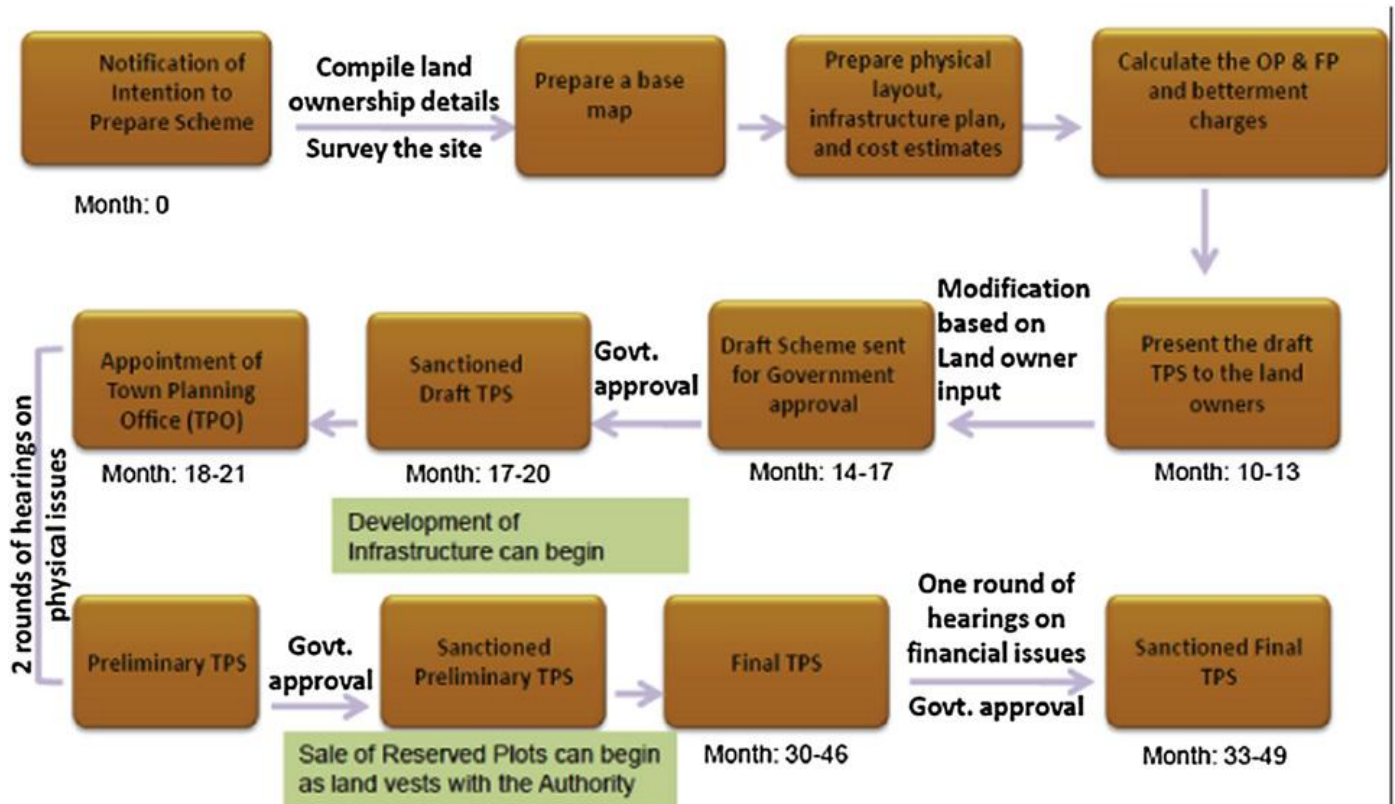 Notification of
Intention to
Prepare Scheme
Month: 0
Compile land
ownership details
Survey the site
Prepare a base
map
Prepare physical
layout,
infrastructure plan,
and cost estimates
Calculate the OP & FP
and betterment
charges
Present the draft
TPS to the land
owners
Month: 10-13
Modification
based on
Land owner
input
Draft Scheme sent
for Government
approval
Month: 14-17
Govt.
approval
Sanctioned
Draft TPS
Month: 17-20
Development of
Infrastructure can begin
Appointment of
Town Planning
Office (TPO)
Month: 18-21
2 rounds of hearings on
physical issues
Preliminary TPS
Govt.
approval
Sanctioned
Preliminary TPS
Sale of Reserved Plots can begin
as land vests with the Authority
Final TPS
Month: 30-46
One round of
hearings on
financial issues
Govt. approval
Sanctioned Final
TPS
Month: 33-49